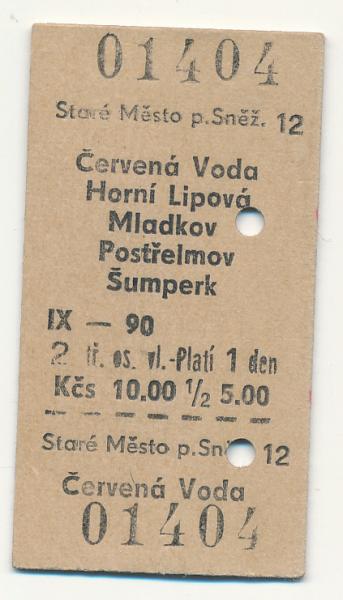 01404
Staré Město p.Sněž. 12
Červená Voda
Horní Lipová
Mladkov
Postřelmov
Šumperk
IX — 90
2 tř. os. vl.-Platí 1 den
Kčs 10.00 ½ 5.00
Staré Město p.Sně 12
Červená Voda
01404